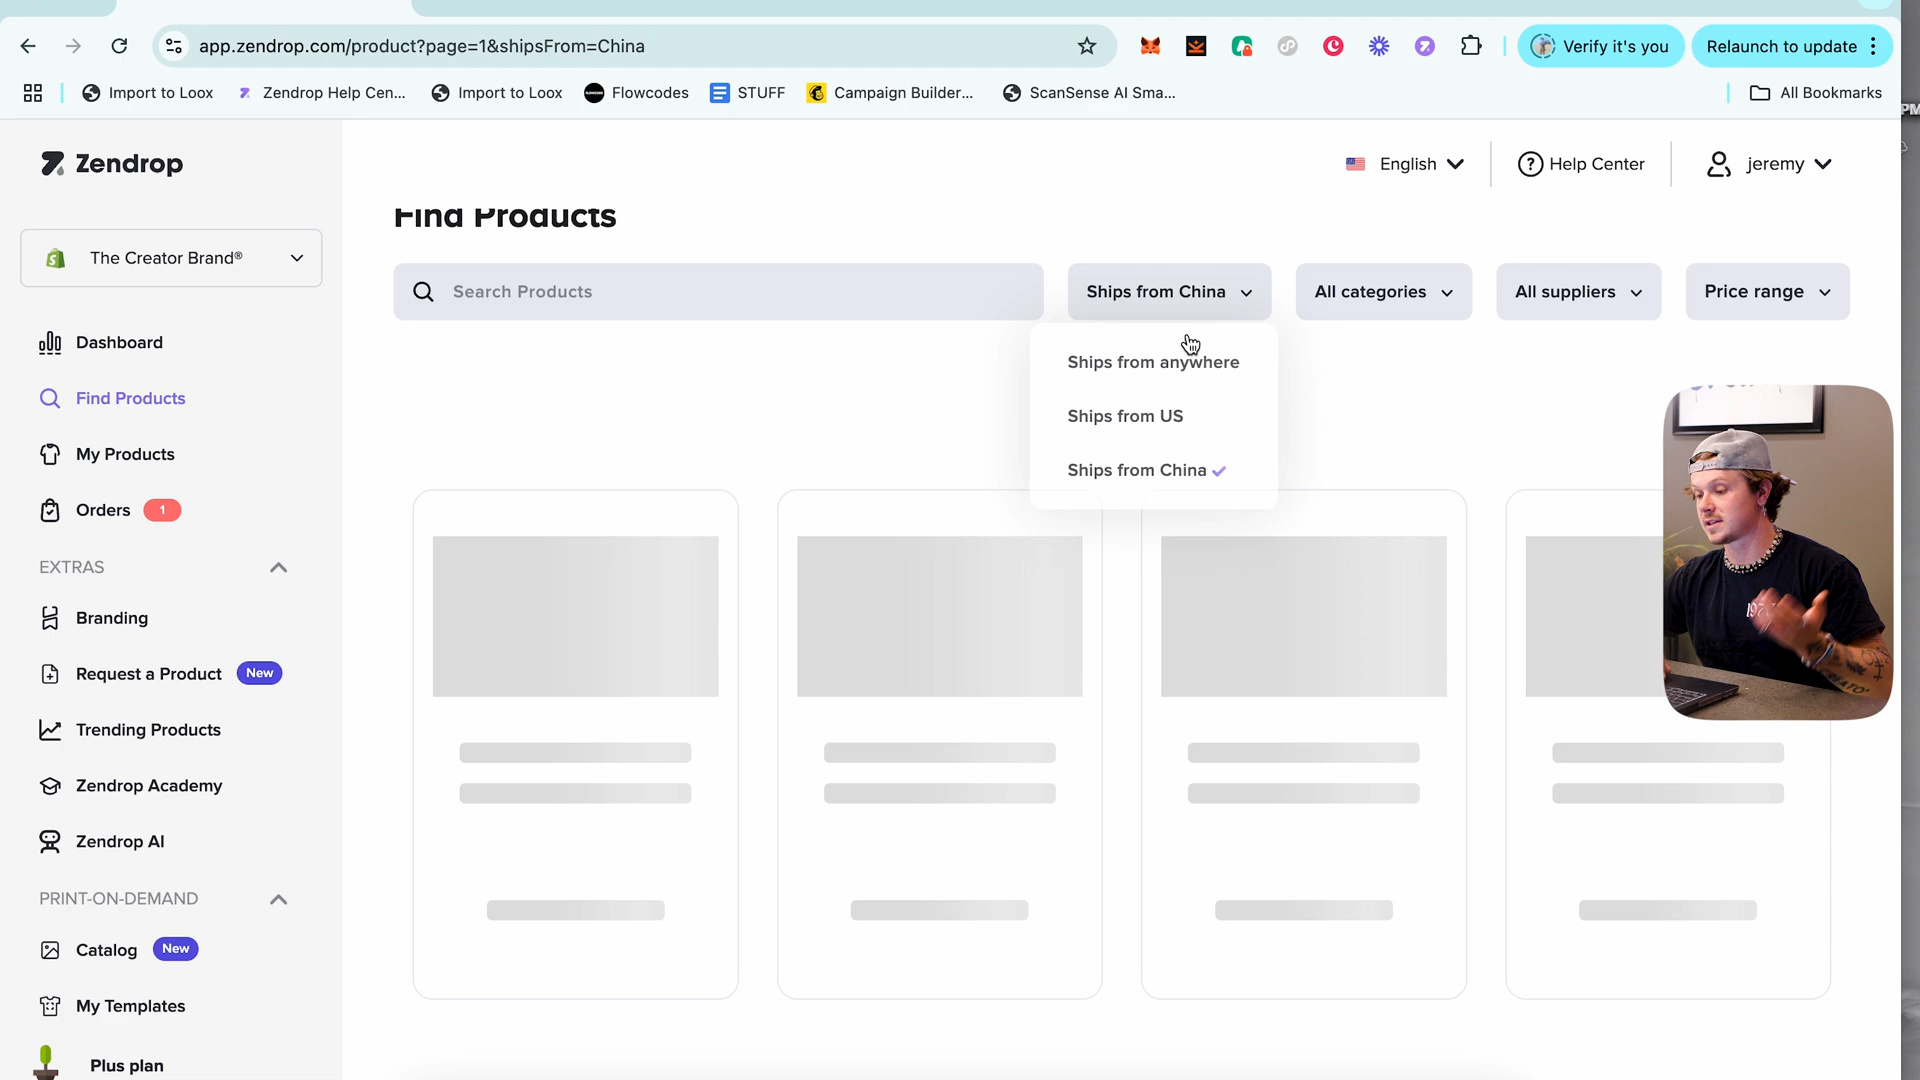 app.zendrop.com/product?page=1&shipsFrom=China
Verify it's you
Relaunch to update
Import to Loox
Zendrop Help Cen...
Import to Loox
Flowcodes
STUFF
Campaign Builder...
ScanSense AI Sma...
All Bookmarks
Zendrop
English
Help Center
jeremy
Find Products
The Creator Brand®
Search Products
Ships from China
All categories
All suppliers
Price range
Ships from anywhere
Ships from US
Ships from China
Dashboard
Find Products
My Products
Orders
1
EXTRAS
Branding
Request a Product
New
Trending Products
Zendrop Academy
Zendrop AI
PRINT-ON-DEMAND
Catalog
New
My Templates
Plus plan